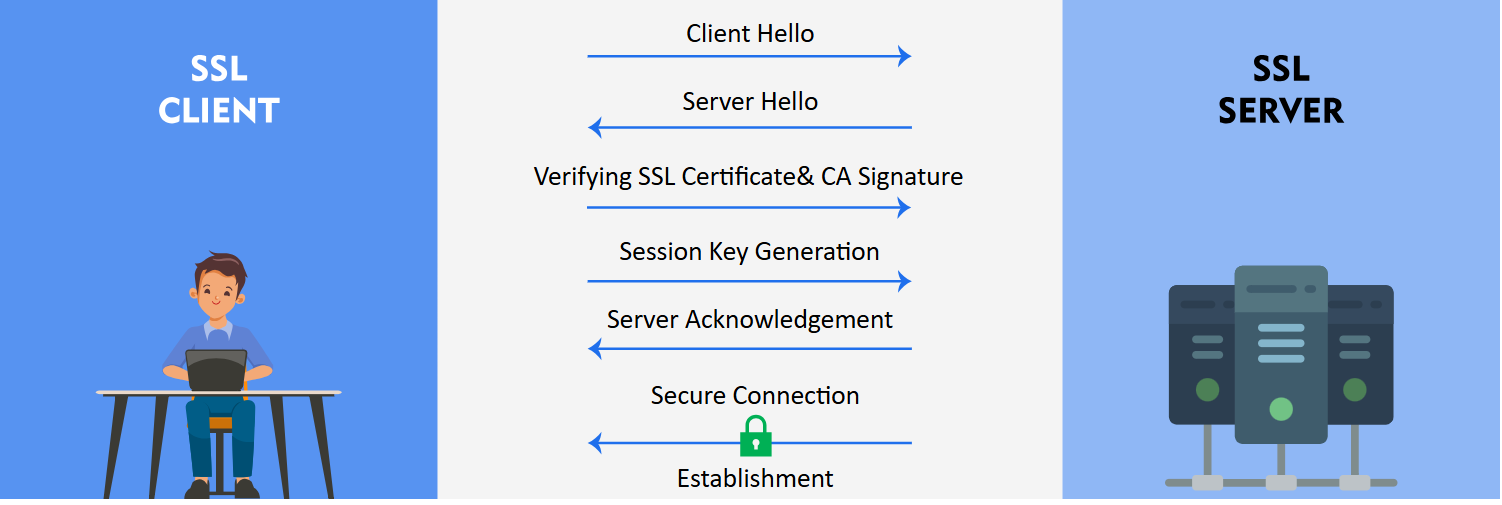 SSL
CLIENT
Client Hello
Server Hello
Verifying SSL Certificate& CA Signature
Session Key Generation
Server Acknowledgement
Secure Connection
Establishment
SSL
SERVER